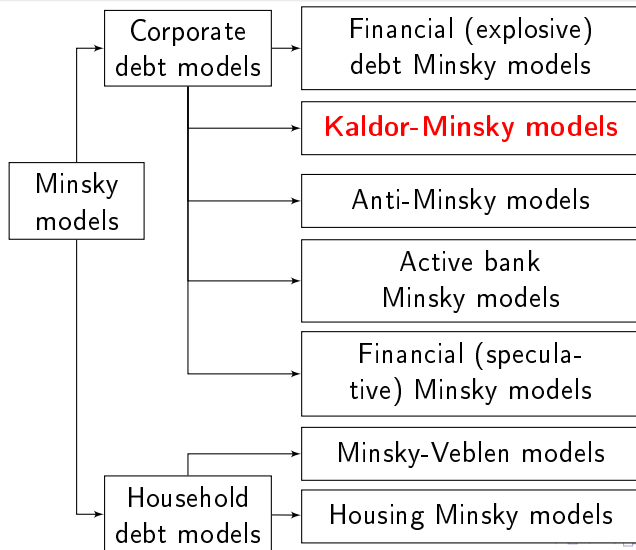 Corporate
debt models
Financial (explosive)
debt Minsky models
Kaldor-Minsky models
Minsky
models
Anti-Minsky models
Active bank
Minsky models
Financial (specula-
tive) Minsky models
Minsky-Veblen models
Household
debt models
Housing Minsky models